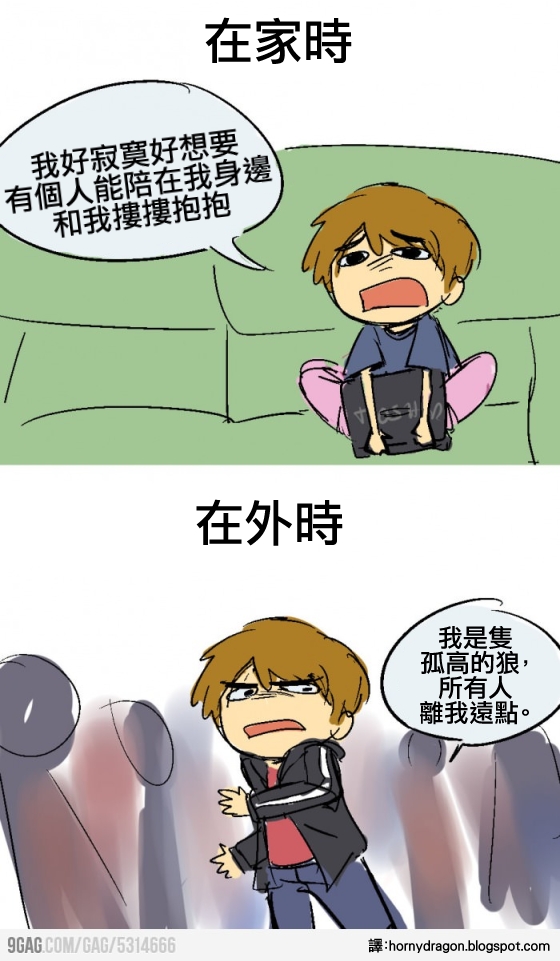 在家時
我好寂寞好想要
有個人能陪在我身邊
和我摟摟抱抱
在外時
我是隻
孤高的狼，
所有人
離我遠點。
9GAG.COM/GAG/5314666
譯:hornydragon.blogspot.com